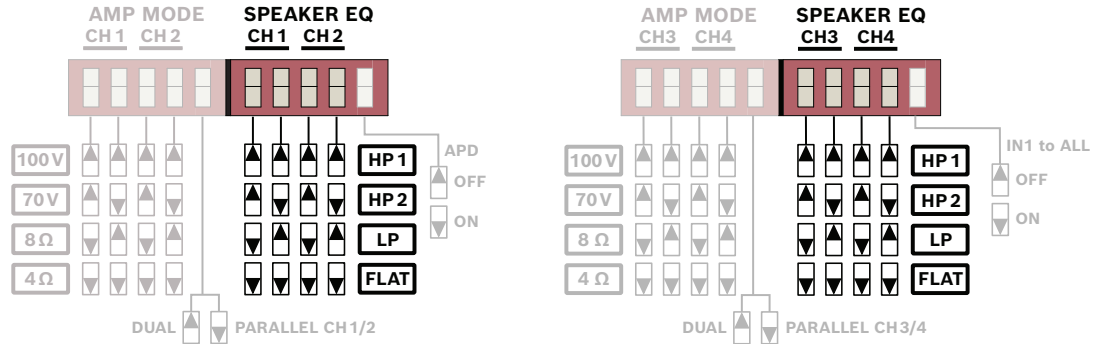 AMP MODE SPEAKER EQ
CH 1 CH 2 CH 1 CH 2
100 V HP 1
APD
OFF
70 V HP 2
ON
8 Ω LP
4 Ω FLAT
DUAL PARALLEL CH 1/2
AMP MODE SPEAKER EQ
CH3 CH4 CH3 CH4
100 V HP 1
IN1 to ALL
OFF
70 V HP 2
ON
8 Ω LP
4 Ω FLAT
DUAL PARALLEL CH 3/4